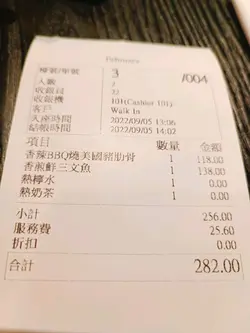 February
檯號/單號 3 /004
人數 2
收銀員 32
收銀機 101(Cashier 101)
客戶 Walk In
入座時間 2022/09/05 13:06
結帳時間 2022/09/05 14:02
項目 數量 金額
香辣BBQ燒美國豬肋骨 1 118.00
香煎鮮三文魚 1 138.00
熱檸水 1 0.00
熱奶茶 1 0.00
小計 256.00
服務費 25.60
折扣 0.00
合計 282.00